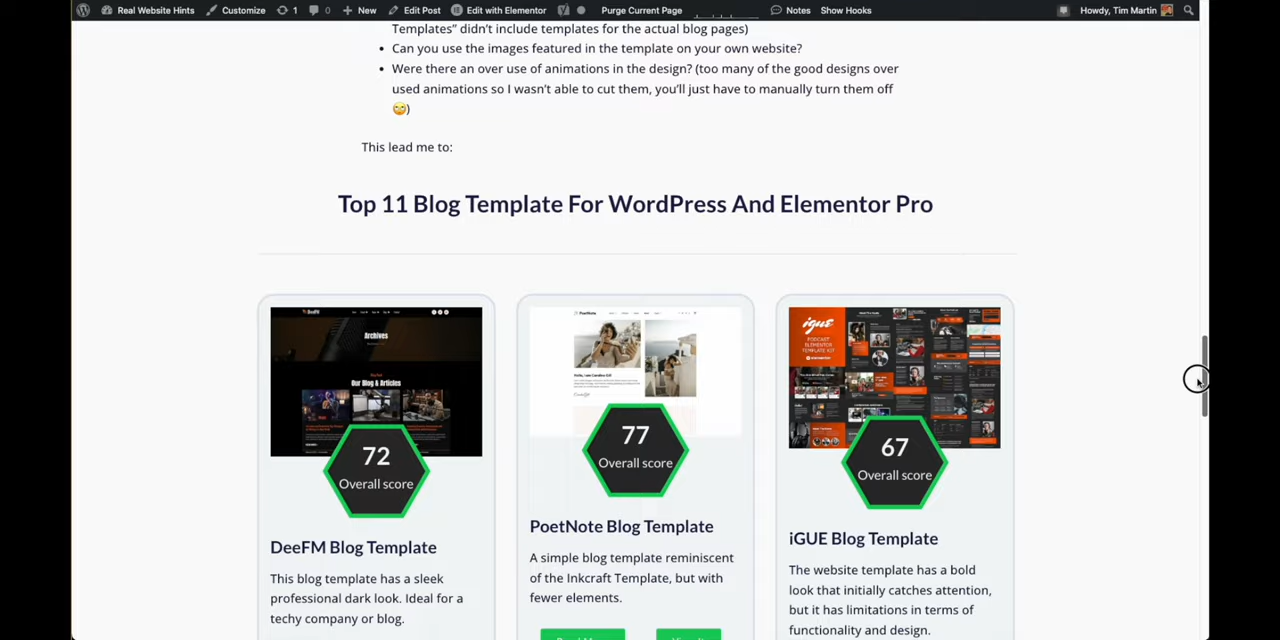 Real Website Hints Customize 1 0 New Edit Post Edit with Elementor Purge Current Page Notes Show Hooks Howdy, Tim Martin
Templates” didn’t include templates for the actual blog pages)
• Can you use the images featured in the template on your own website?
• Were there an over use of animations in the design? (too many of the good designs over
used animations so I wasn’t able to cut them, you’ll just have to manually turn them off
)
This lead me to:
Top 11 Blog Template For WordPress And Elementor Pro
DeeFM
Archives
Our Blog & Articles
72
Overall score
DeeFM Blog Template
This blog template has a sleek
professional dark look. Ideal for a
techy company or blog.
PoetNote
77
Overall score
PoetNote Blog Template
A simple blog template reminiscent
of the Inkcraft Template, but with
fewer elements.
igue
PODCAST
ELEMENTOR
TEMPLATE KIT
67
Overall score
iGUE Blog Template
The website template has a bold
look that initially catches attention,
but it has limitations in terms of
functionality and design.